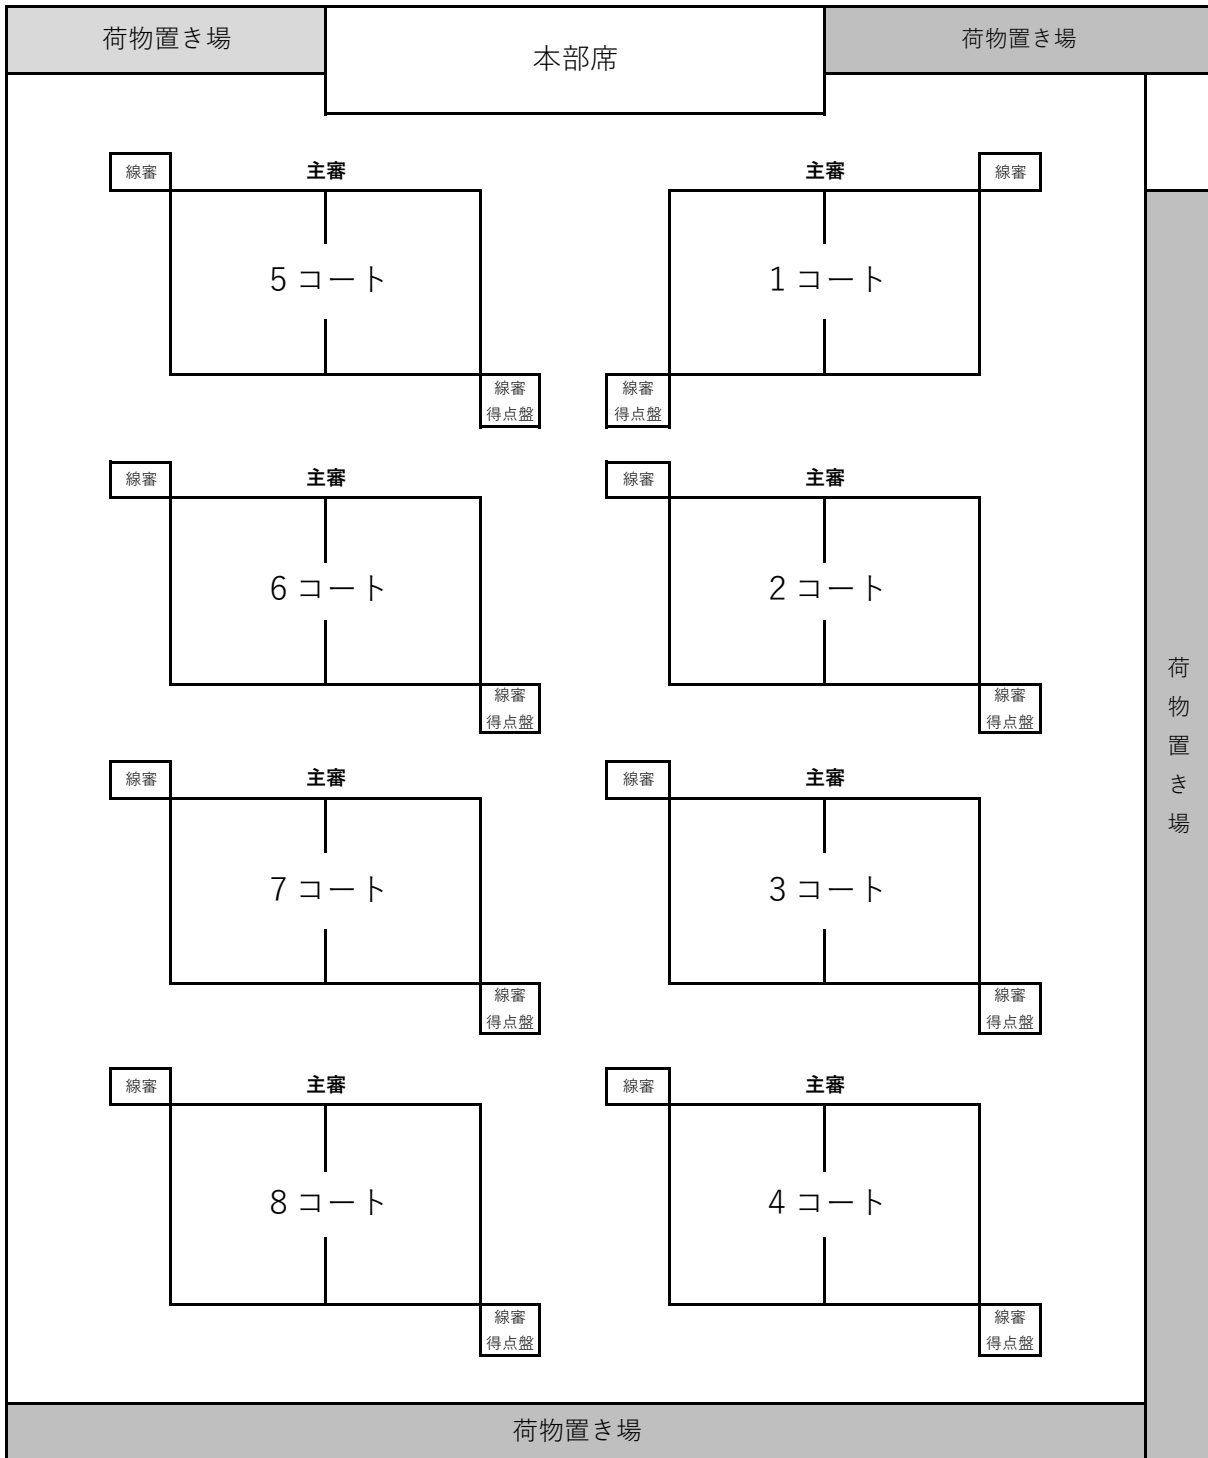 荷物置き場
本部席
荷物置き場
線審
主審
主審
線審
5 コート
1 コート
線審
得点盤
線審
得点盤
線審
主審
線審
主審
6 コート
2 コート
線審
得点盤
線審
得点盤
線審
主審
線審
主審
7 コート
3 コート
線審
得点盤
線審
得点盤
線審
主審
線審
主審
8 コート
4 コート
線審
得点盤
線審
得点盤
荷物置き場
荷物置き場